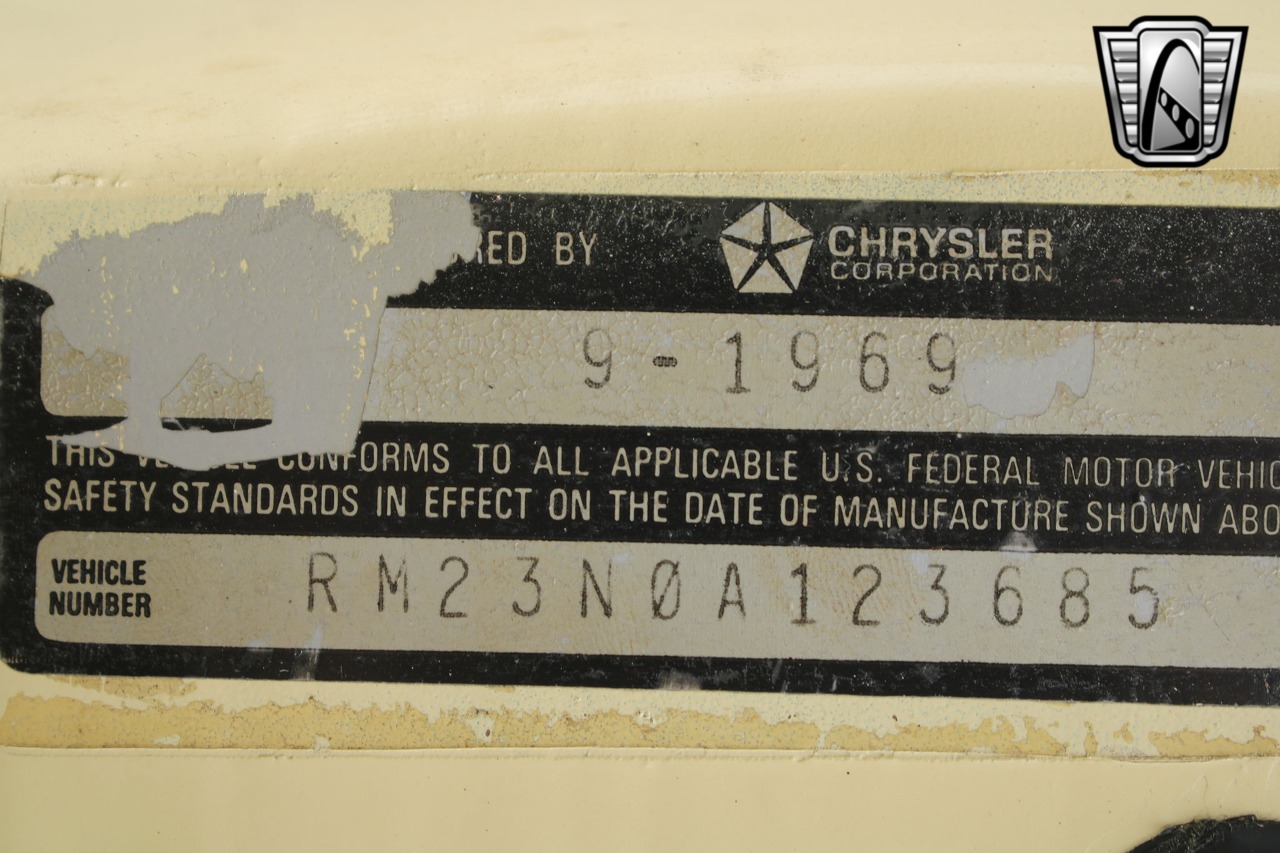 RED BY CHRYSLER
CORPORATION
9-1969
THIS VEHICLE CONFORMS TO ALL APPLICABLE U.S. FEDERAL MOTOR VEHIC
SAFETY STANDARDS IN EFFECT ON THE DATE OF MANUFACTURE SHOWN ABO
VEHICLE
NUMBER
RM23N0A123685